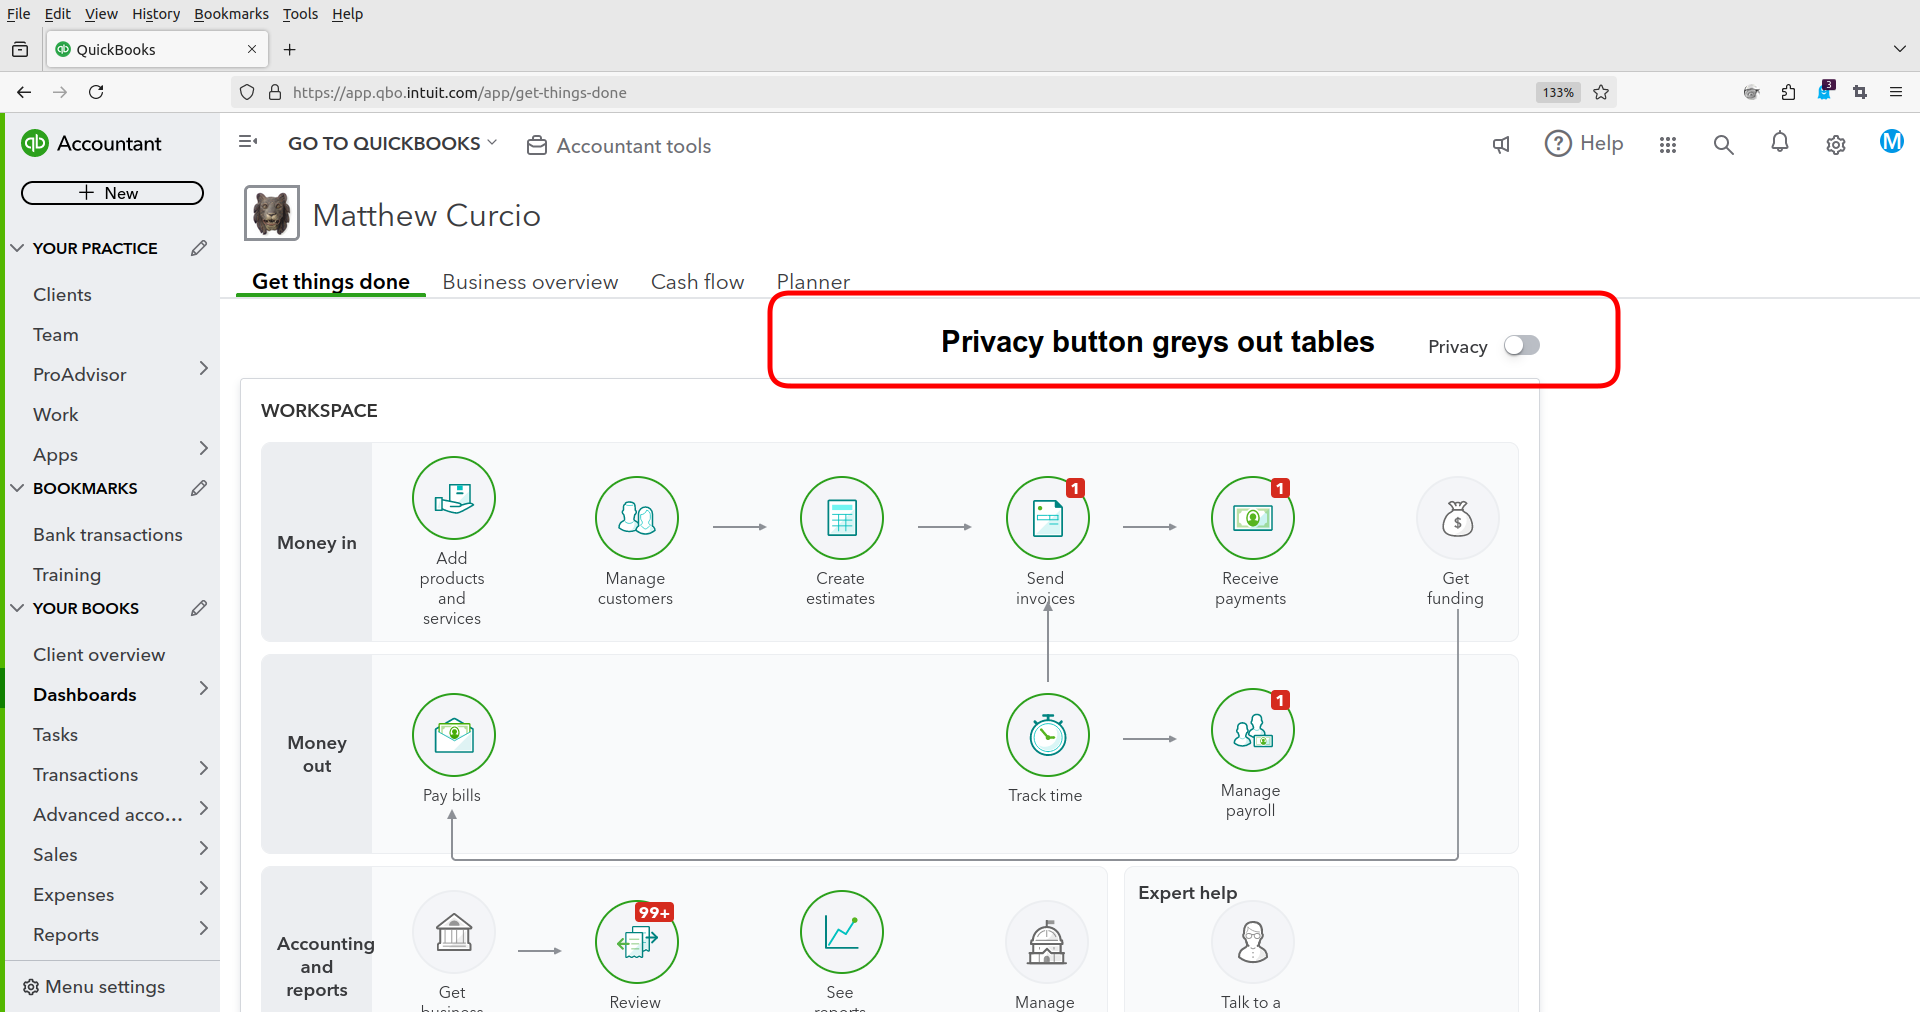 File Edit View History Bookmarks Tools Help
QuickBooks
https://app.qbo.intuit.com/app/get-things-done
133%
3
qb Accountant
GO TO QUICKBOOKS
Accountant tools
? Help
M
+ New
Matthew Curcio
YOUR PRACTICE
Clients
Team
ProAdvisor
Work
Apps
BOOKMARKS
Bank transactions
Training
YOUR BOOKS
Client overview
Dashboards
Tasks
Transactions
Advanced acco...
Sales
Expenses
Reports
Menu settings
Get things done
Business overview
Cash flow
Planner
Privacy button greys out tables
Privacy
WORKSPACE
Money in
Add
products
and
services
Manage
customers
Create
estimates
1
Send
invoices
1
Receive
payments
$
Get
funding
Money
out
Pay bills
Track time
1
Manage
payroll
Accounting
and
reports
Get
business
99+
Review
See
reports
Manage
Expert help
Talk to a